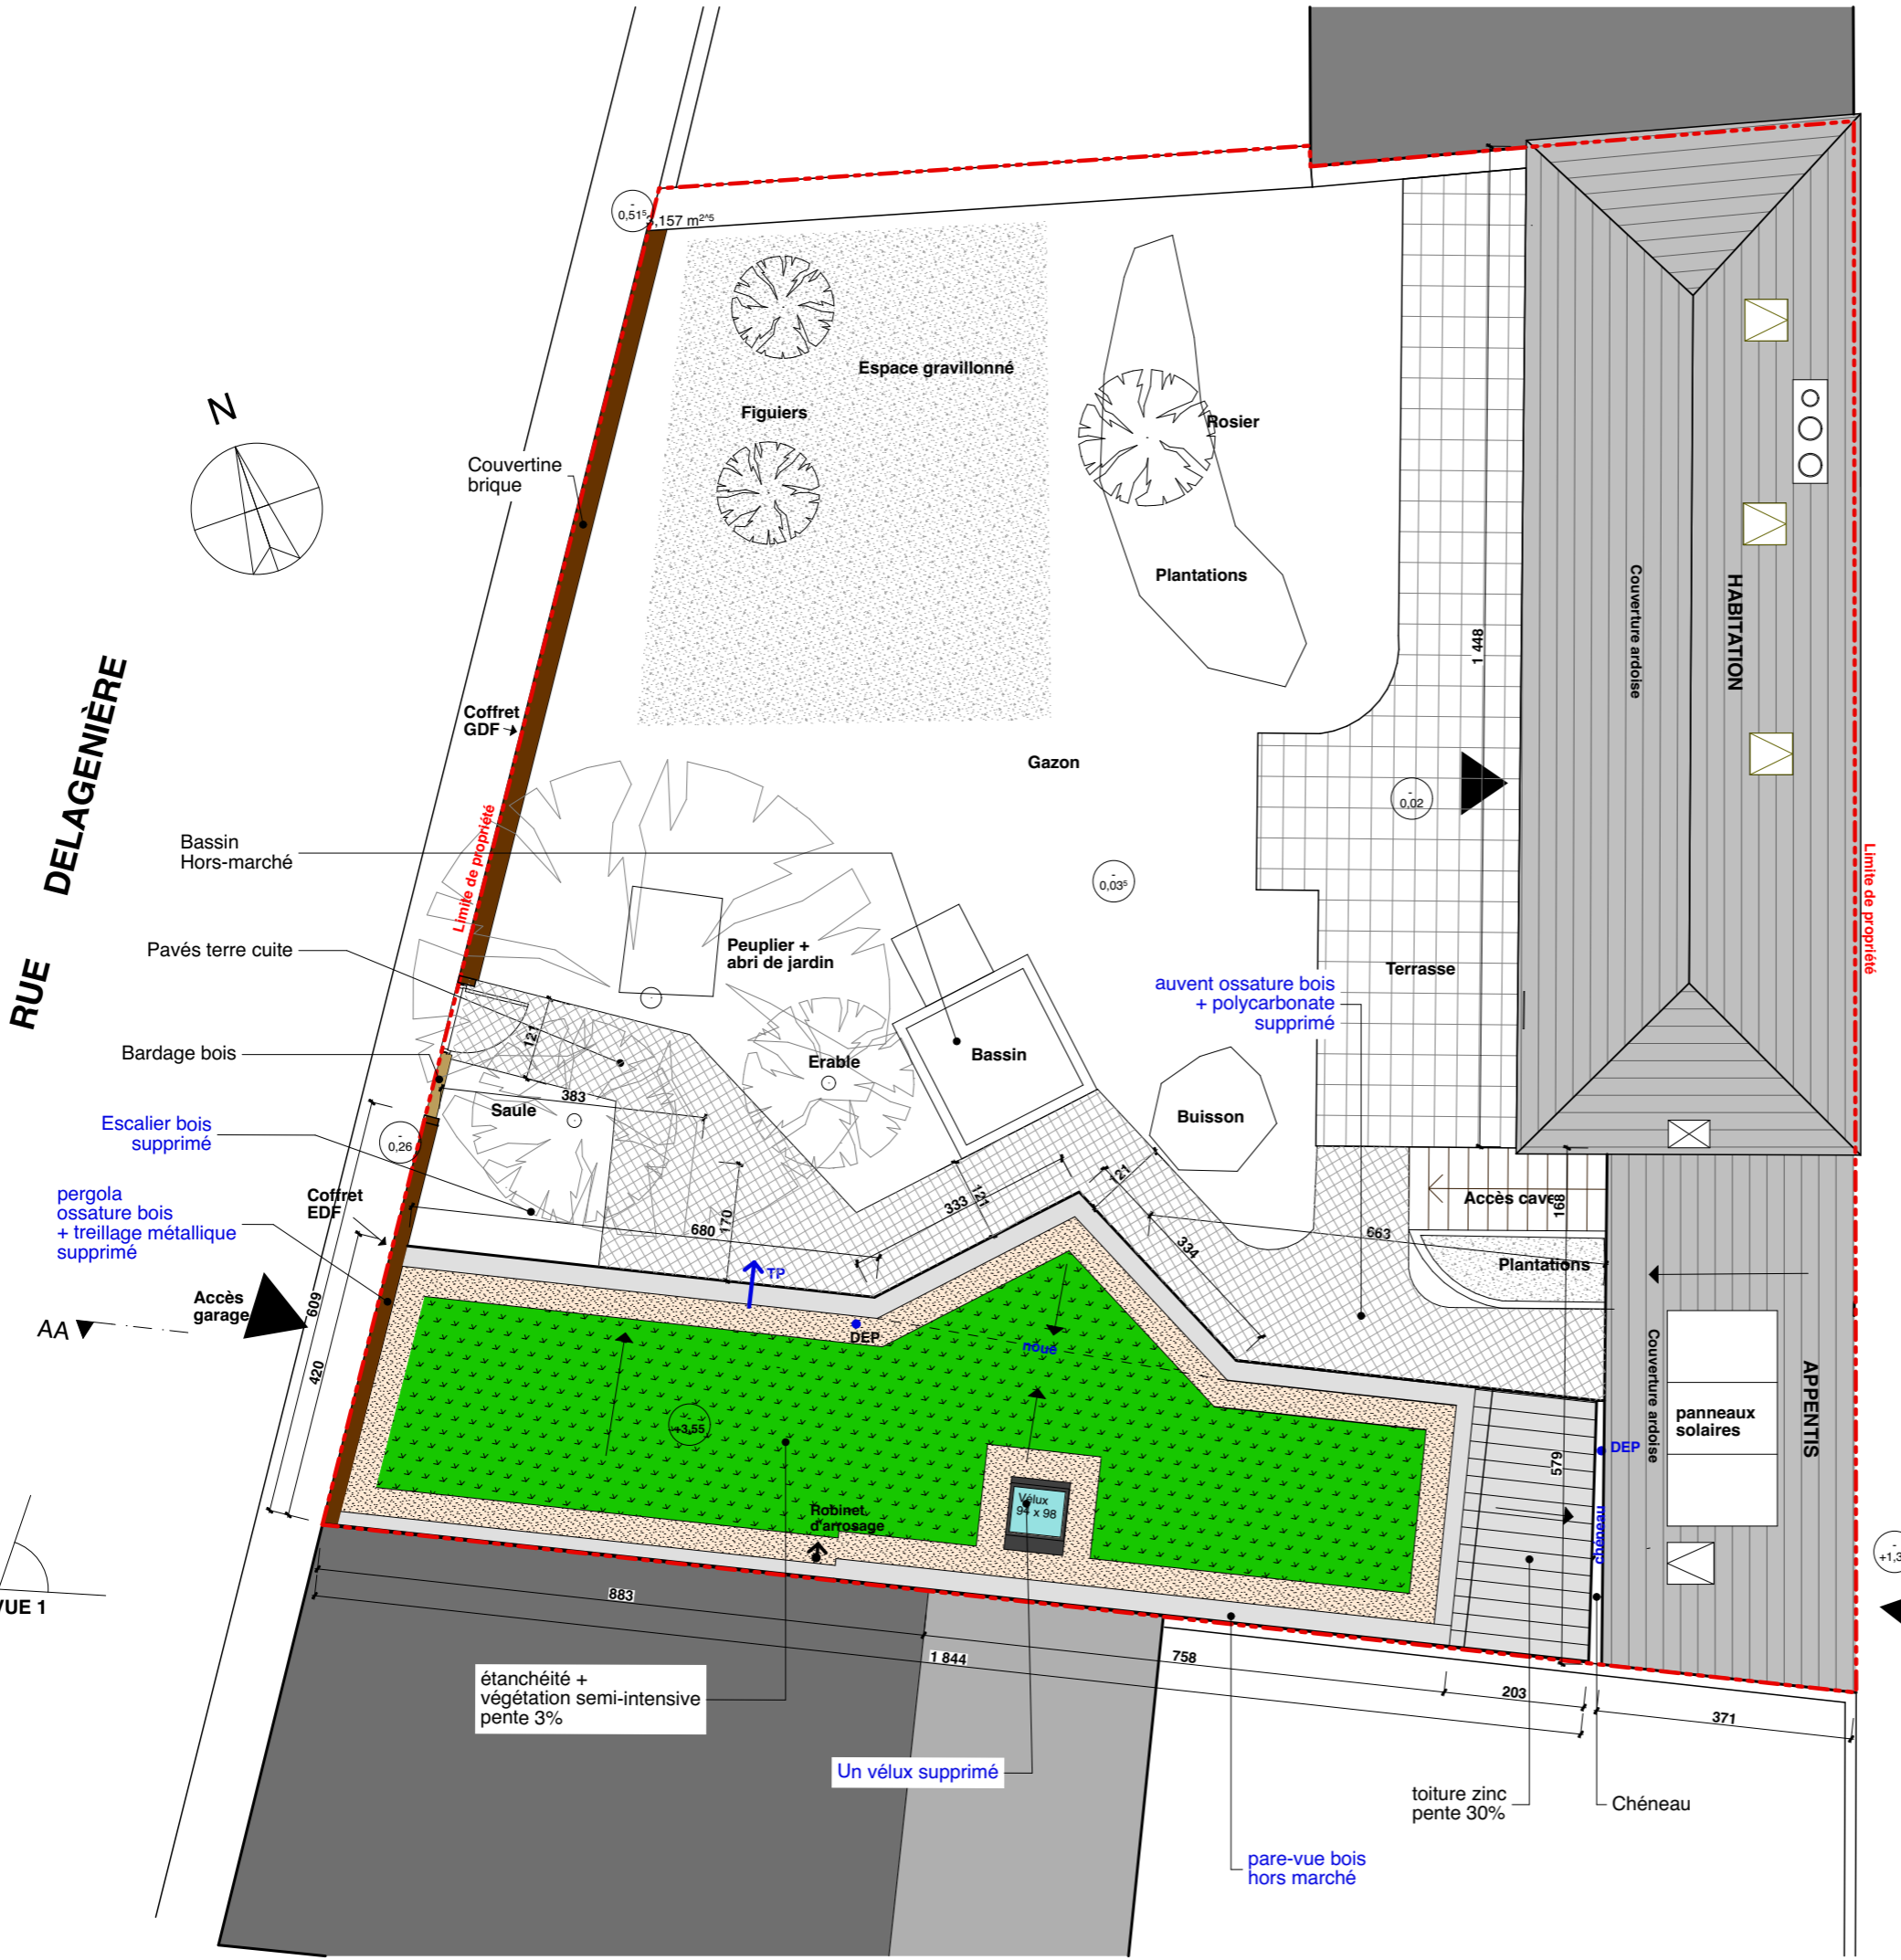 -
0,51⁵
3,157 m²^5
N
Espace gravillonné
Figuiers
Rosier
Couvertine
brique
Plantations
1 448
Couverture ardoise
HABITATION
RUE DELAGENIÈRE
Coffret
GDF
Gazon
-
0,02
Limite de propriété
Limite de propriété
Bassin
Hors-marché
-
0,03⁵
Pavés terre cuite
Peuplier +
abri de jardin
Terrasse
auvent ossature bois
+ polycarbonate
supprimé
121
Bardage bois
Erable
Bassin
383
Saule
Buisson
Escalier bois
supprimé
-
0,26
pergola
ossature bois
+ treillage métallique
supprimé
Coffret
EDF
680
170
333
121
121
334
663
Accès cave
168
Plantations
TP
Accès
garage
AA
609
420
DEP
noue
+3,55
Couverture ardoise
panneaux
solaires
APPENTIS
579
DEP
chéneau
Vélux
94 x 98
Robinet
d'arrosage
-
+1,3
VUE 1
883
1 844
758
203
371
étanchéité +
végétation semi-intensive
pente 3%
Un vélux supprimé
toiture zinc
pente 30%
Chéneau
pare-vue bois
hors marché